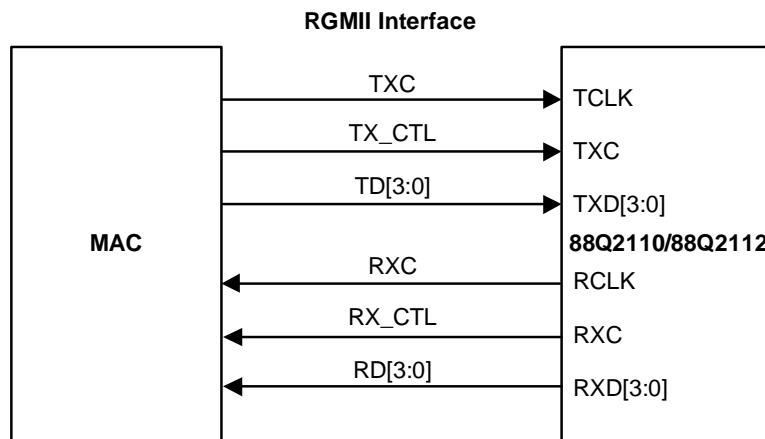 RGMII Interface
TXC
TCLK
TX_CTL
TXC
TD[3:0]
TXD[3:0]
MAC
88Q2110/88Q2112
RXC
RCLK
RX_CTL
RXC
RD[3:0]
RXD[3:0]